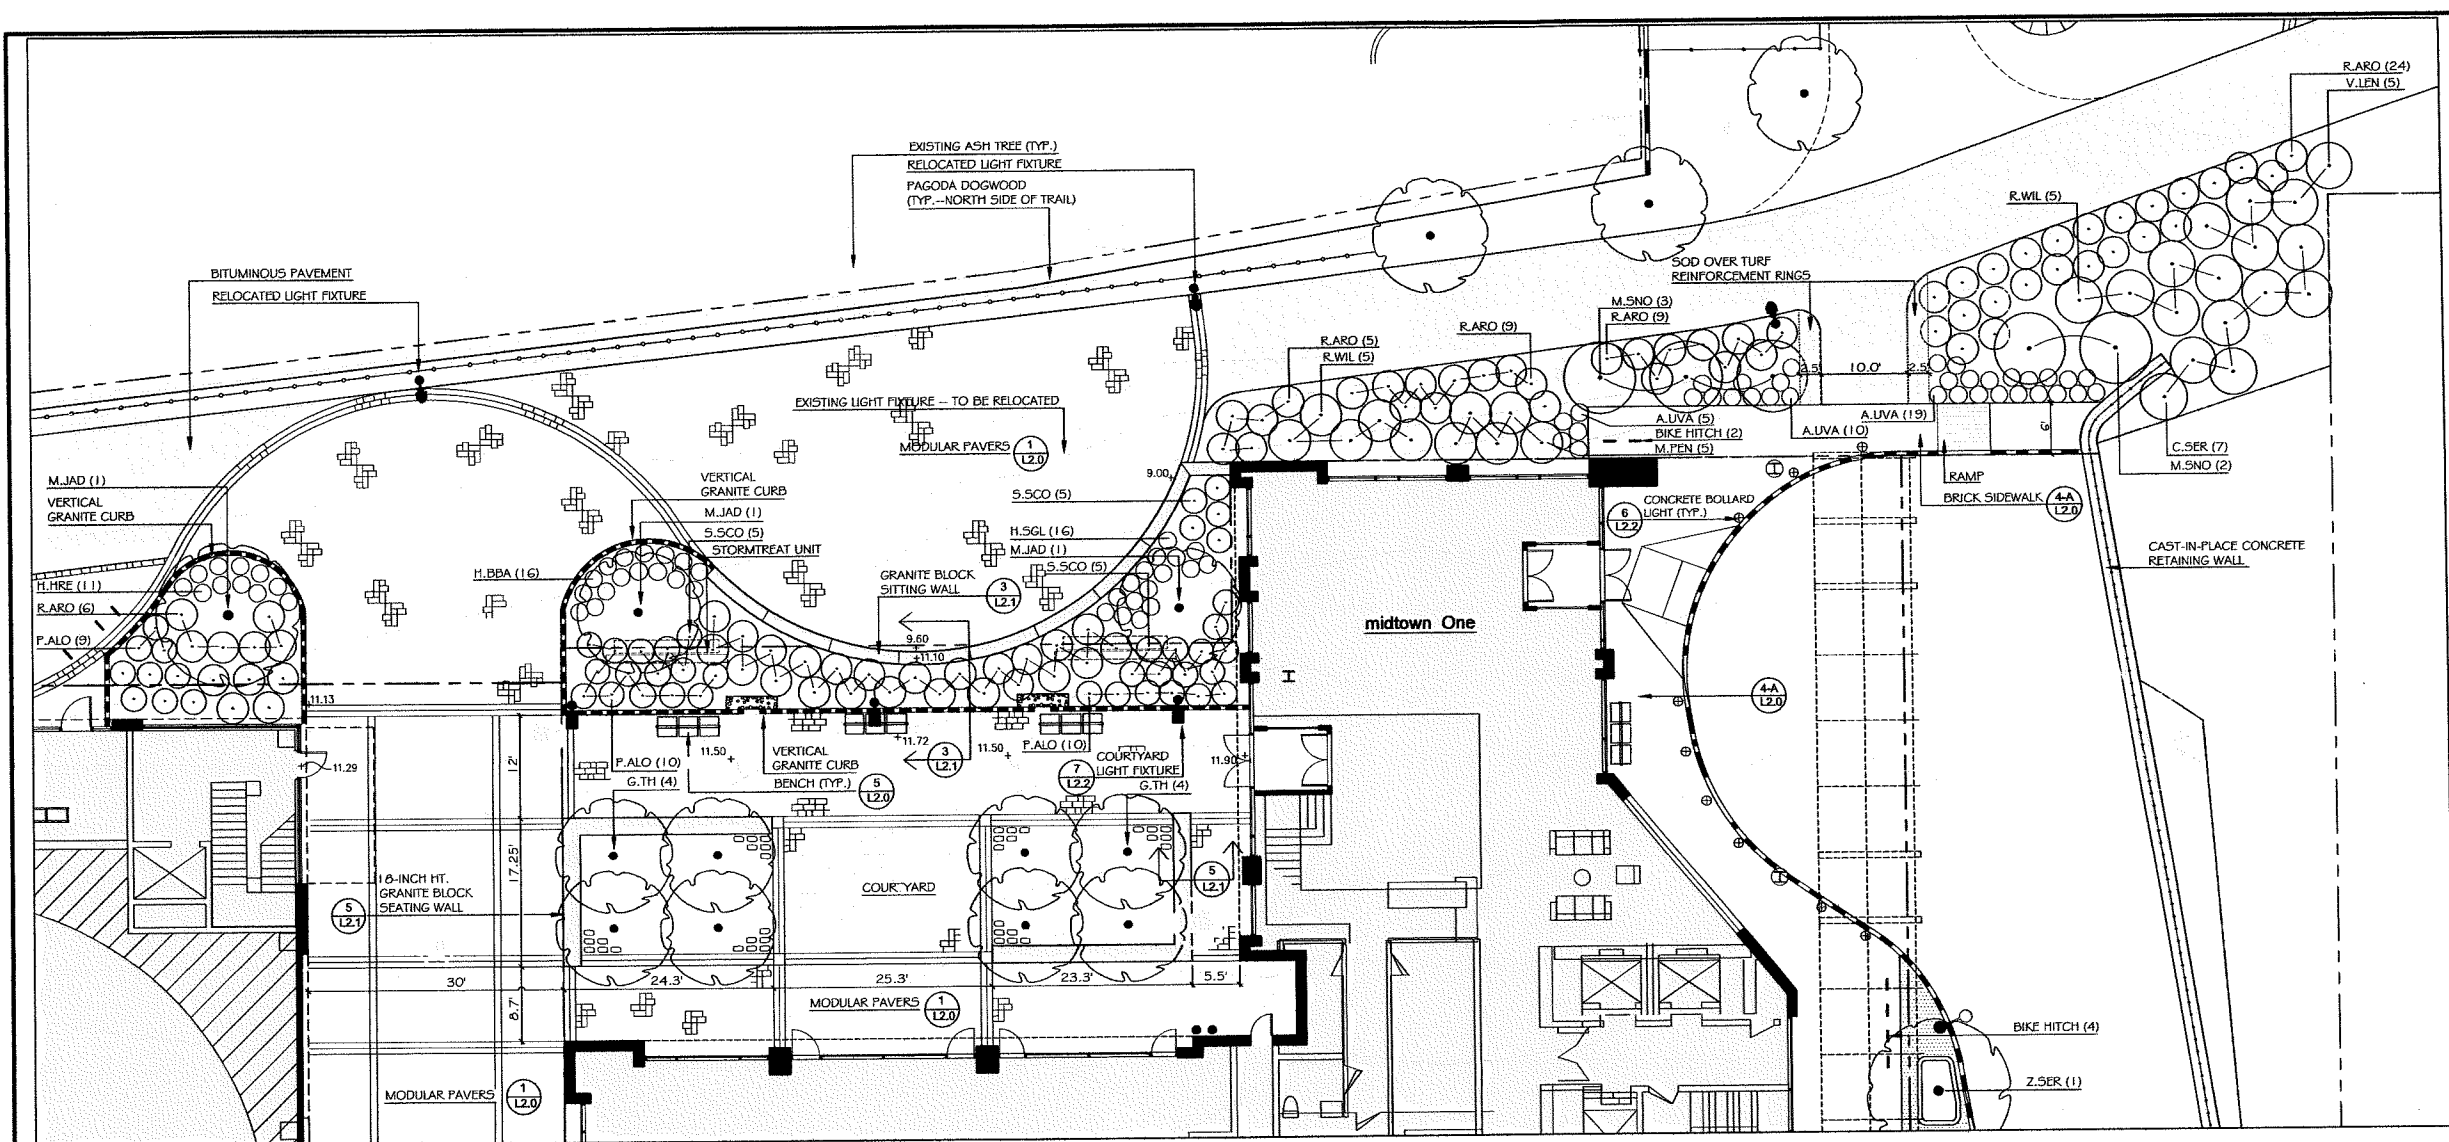 R.ARO (24)
V.LEN (5)
EXISTING ASH TREE (TYP.)
RELOCATED LIGHT FIXTURE
PAGODA DOGWOOD
(TYP.--NORTH SIDE OF TRAIL)
R.WIL (5)
BITUMINOUS PAVEMENT
RELOCATED LIGHT FIXTURE
SOD OVER TURF
REINFORCEMENT RINGS
M.SNO (3)
R.ARO (9)
R.ARO (9)
R.ARO (5)
R.WIL (5)
2.5'
10.0'
2.5'
EXISTING LIGHT FIXTURE -- TO BE RELOCATED
A.UVA (5)
BIKE HITCH (2)
M.PEN (5)
A.UVA (19)
A.UVA (10)
6'
MODULAR PAVERS
1
L2.0
C.SER (7)
M.SNO (2)
RAMP
BRICK SIDEWALK
4-A
L2.0
9.00
M.JAD (1)
VERTICAL
GRANITE CURB
VERTICAL
GRANITE CURB
M.JAD (1)
S.SCO (5)
STORMTREAT UNIT
S.SCO (5)
H.SGL (16)
M.JAD (1)
S.SCO (5)
6
L2.2
CONCRETE BOLLARD
LIGHT (TYP.)
CAST-IN-PLACE CONCRETE
RETAINING WALL
H.HRE (11)
R.ARO (6)
P.ALO (9)
H.BBA (16)
GRANITE BLOCK
SITTING WALL
3
L2.1
midtown One
9.60
11.10
11.13
4-A
L2.0
12'
11.50
11.72
11.50
11.90
11.29
P.ALO (10)
G.TH (4)
VERTICAL
GRANITE CURB
BENCH (TYP.)
5
L2.0
3
L2.1
P.ALO (10)
7
L2.2
COURTYARD
LIGHT FIXTURE
G.TH (4)
17.25'
18-INCH HT.
GRANITE BLOCK
SEATING WALL
5
L2.1
COURTYARD
5
L2.1
30'
24.3'
25.3'
23.3'
5.5'
8.7'
MODULAR PAVERS
1
L2.0
BIKE HITCH (4)
Z.SER (1)
MODULAR PAVERS
1
L2.0